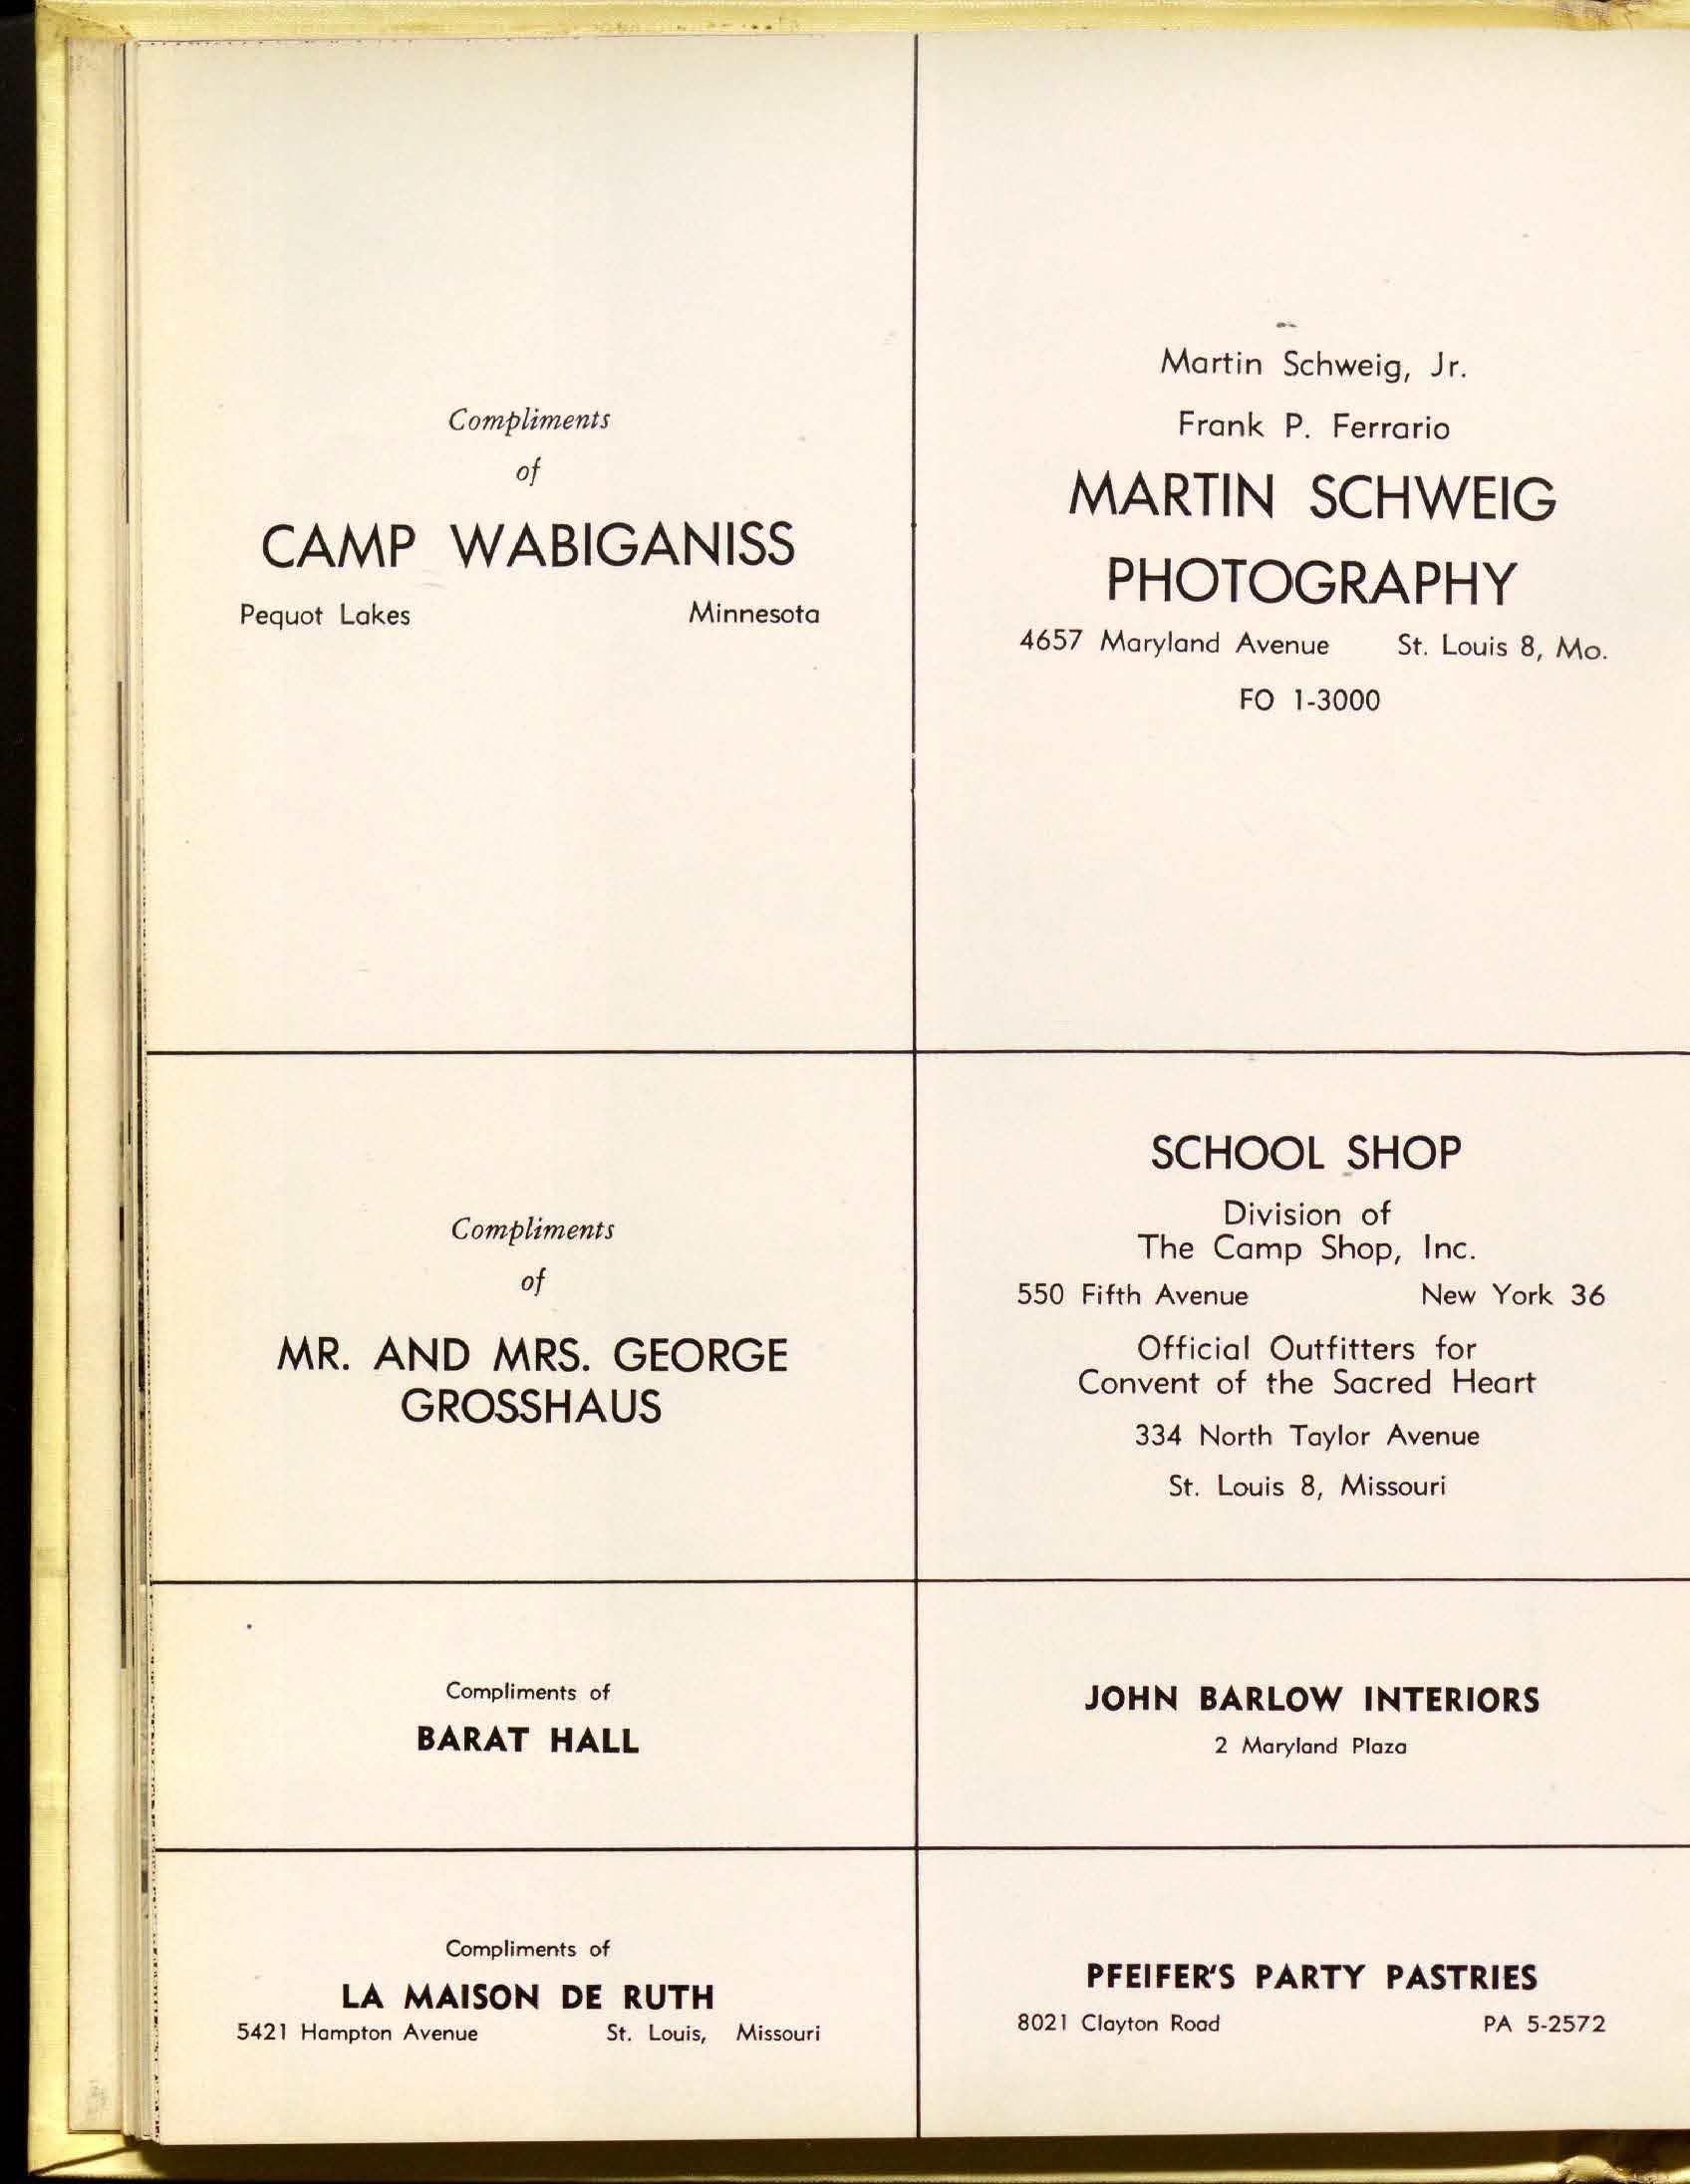 Compliments
of
CAMP WABIGANISS
Pequot Lakes Minnesota
Martin Schweig, Jr.
Frank P. Ferrario
MARTIN SCHWEIG
PHOTOGRAPHY
4657 Maryland Avenue St. Louis 8, Mo.
FO 1-3000
Compliments
of
MR. AND MRS. GEORGE
GROSSHAUS
SCHOOL SHOP
Division of
The Camp Shop, Inc.
550 Fifth Avenue New York 36
Official Outfitters for
Convent of the Sacred Heart
334 North Taylor Avenue
St. Louis 8, Missouri
Compliments of
BARAT HALL
JOHN BARLOW INTERIORS
2 Maryland Plaza
Compliments of
LA MAISON DE RUTH
5421 Hampton Avenue St. Louis, Missouri
PFEIFER'S PARTY PASTRIES
8021 Clayton Road PA 5-2572